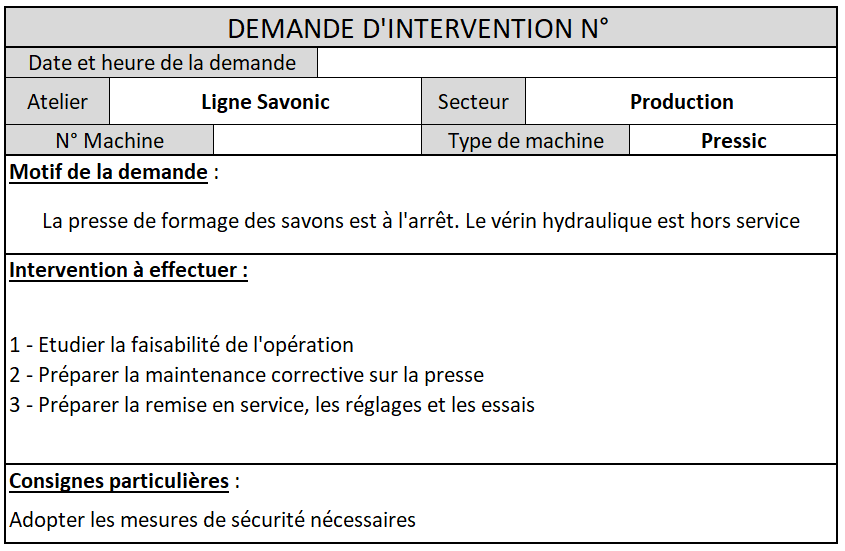 DEMANDE D'INTERVENTION N°
Date et heure de la demande
Atelier Ligne Savonic Secteur Production
N° Machine Type de machine Pressic
Motif de la demande :
La presse de formage des savons est à l'arrêt. Le vérin hydraulique est hors service
Intervention à effectuer :
1 - Etudier la faisabilité de l'opération
2 - Préparer la maintenance corrective sur la presse
3 - Préparer la remise en service, les réglages et les essais
Consignes particulières :
Adopter les mesures de sécurité nécessaires